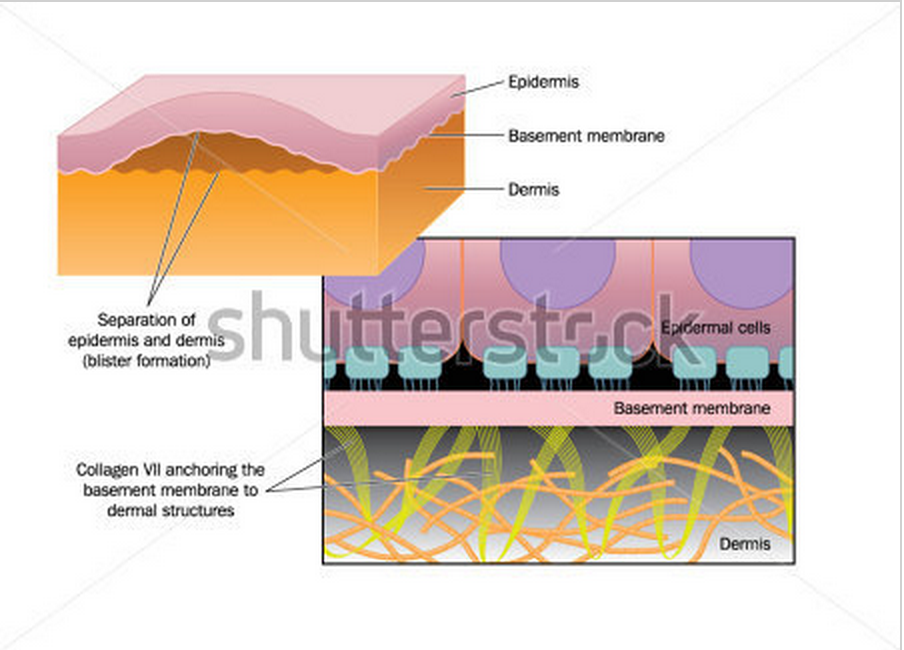 Epidermis
Basement membrane
Dermis
Separation of
epidermis and dermis
(blister formation)
shutterstock
Epidermal cells
Basement membrane
Collagen VII anchoring the
basement membrane to
dermal structures
Dermis